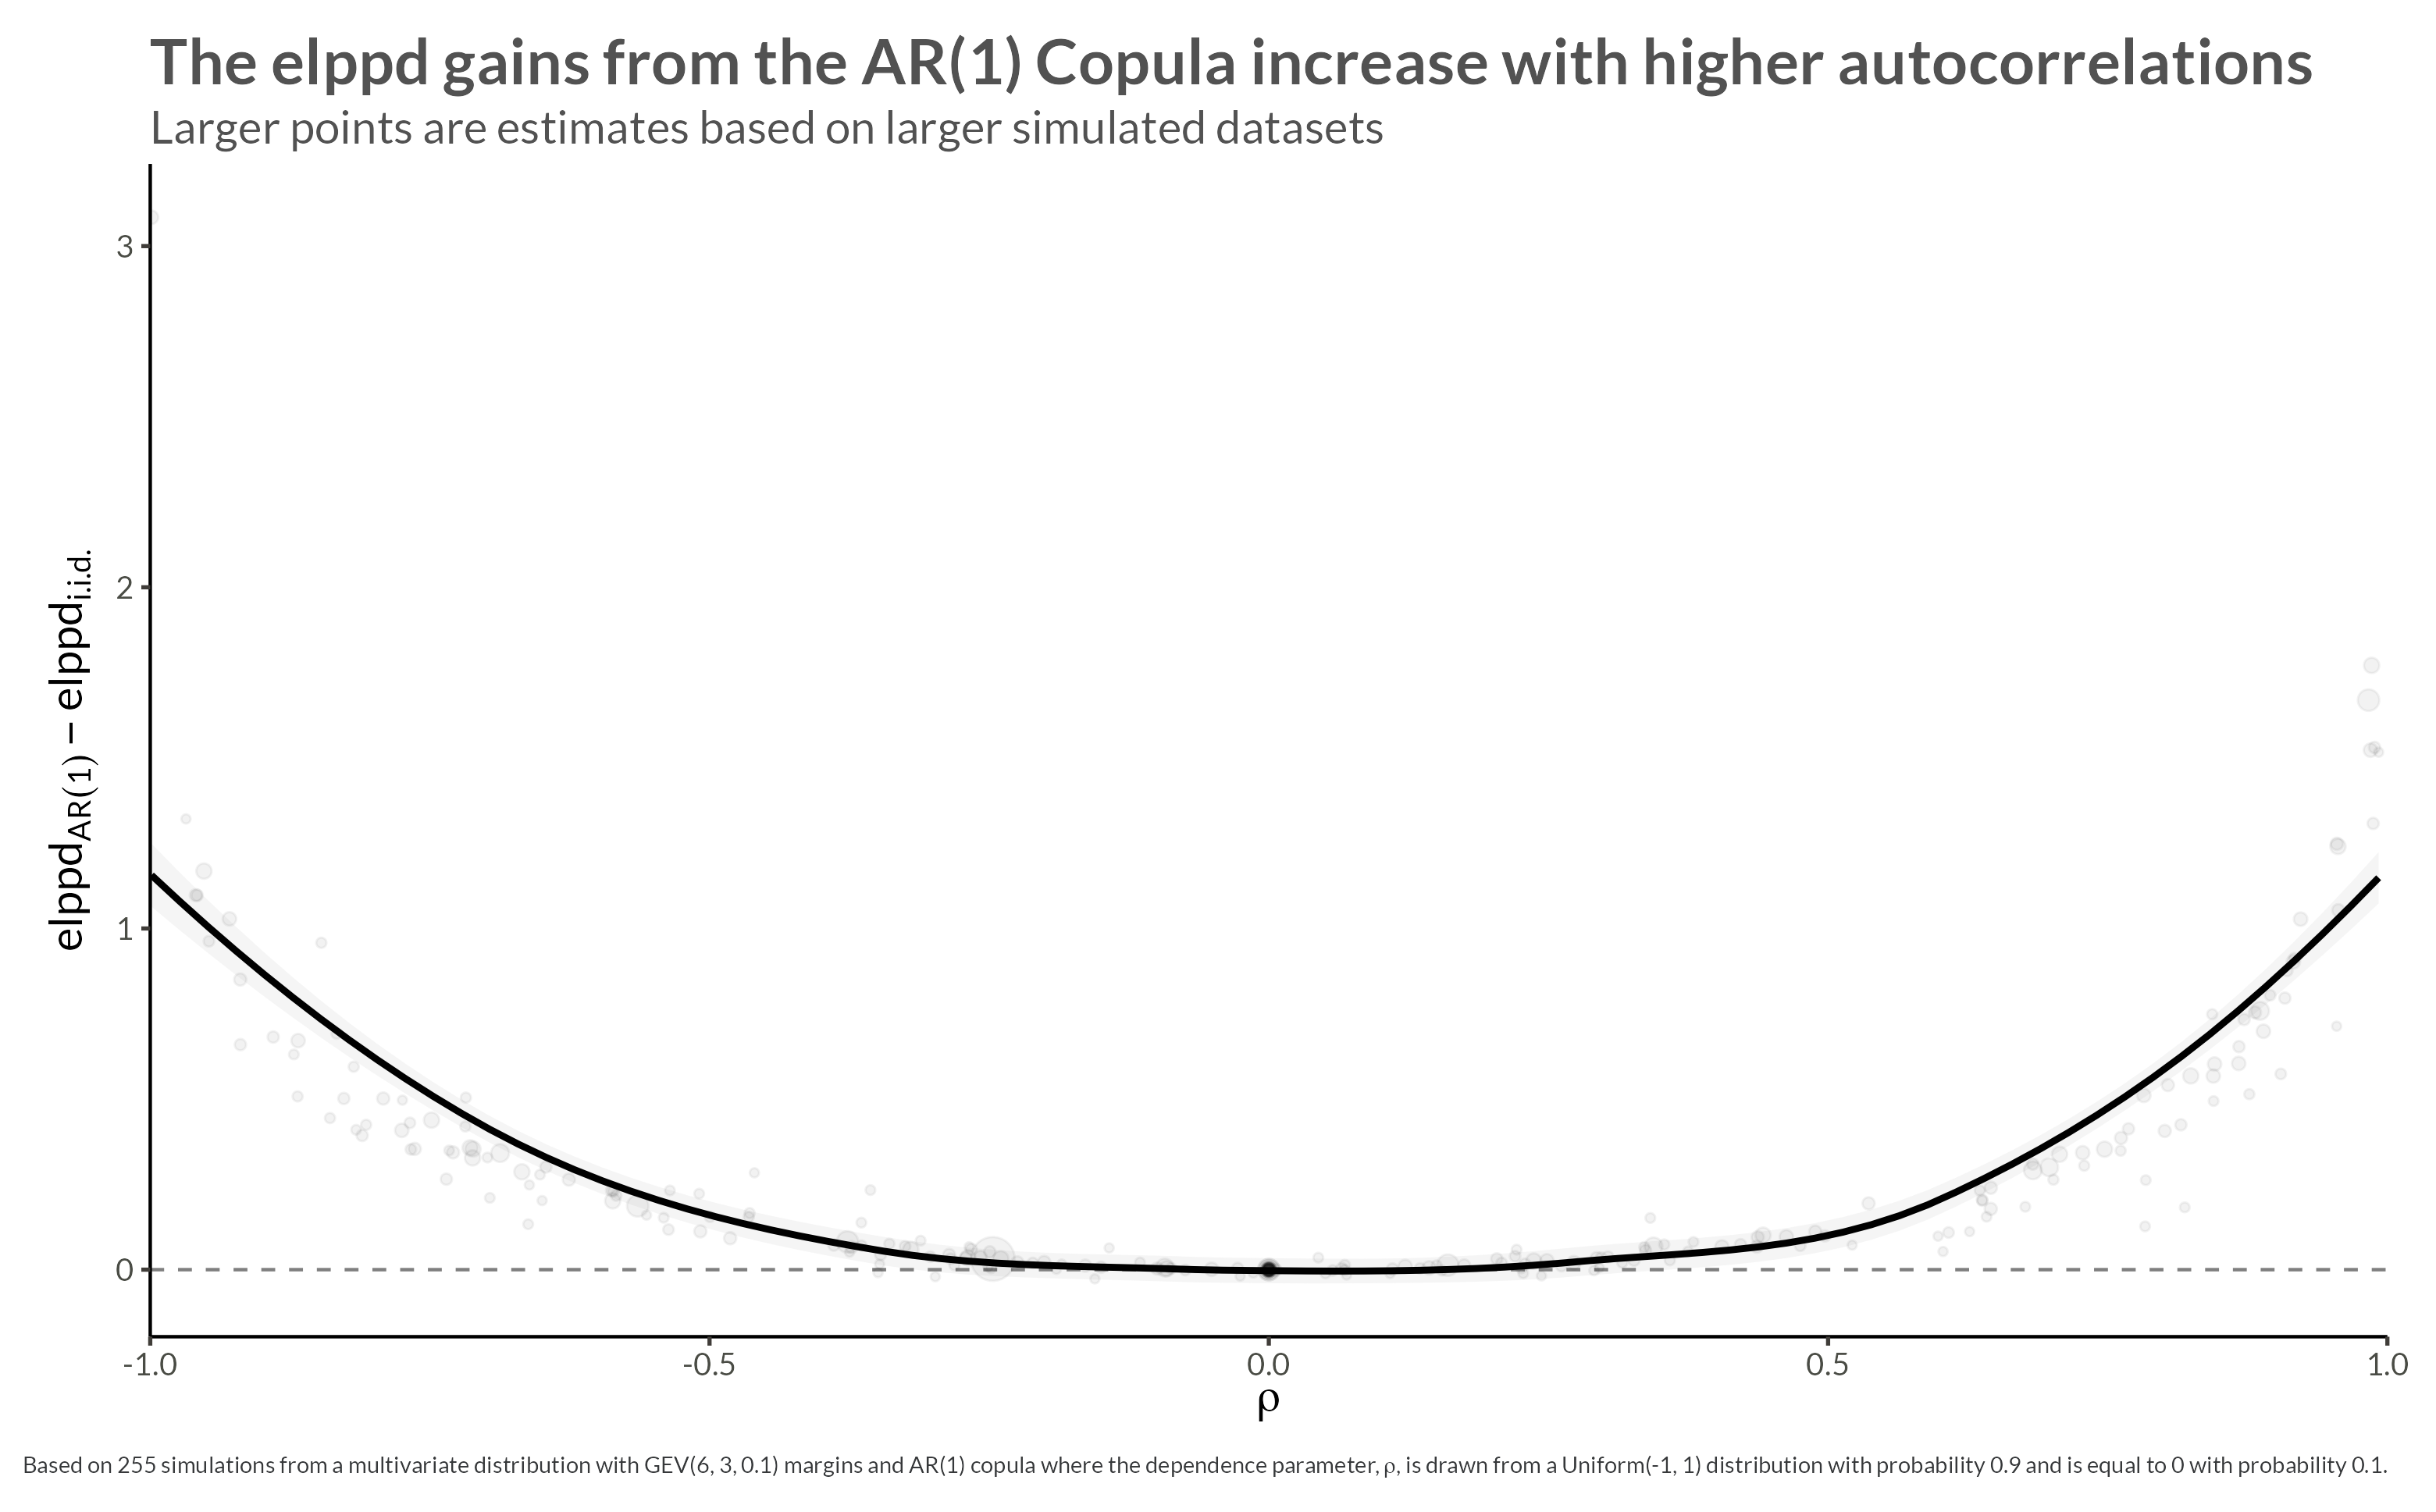 The elppd gains from the AR(1) Copula increase with higher autocorrelations
Larger points are estimates based on larger simulated datasets
3
2
1
0
elppd_AR(1) − elppd_i.i.d.
-1.0 -0.5 0.0 0.5 1.0
ρ
Based on 255 simulations from a multivariate distribution with GEV(6, 3, 0.1) margins and AR(1) copula where the dependence parameter, ρ, is drawn from a Uniform(-1, 1) distribution with probability 0.9 and is equal to 0 with probability 0.1.